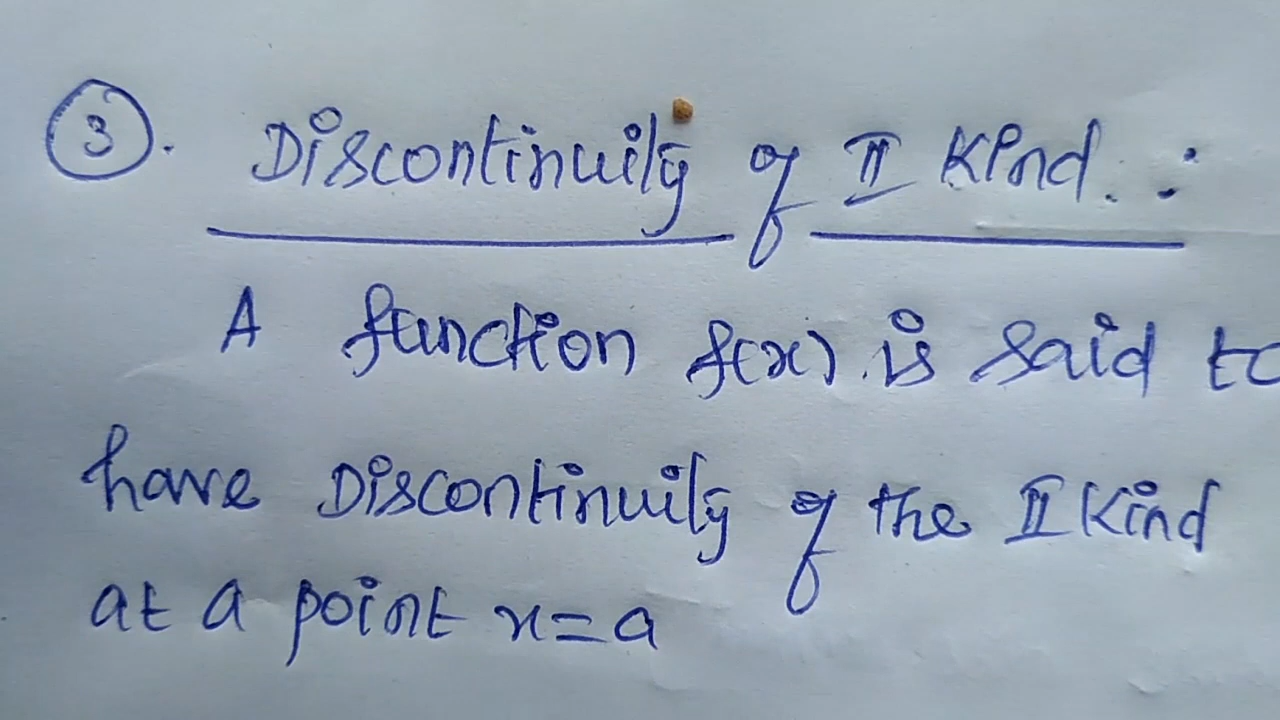 3. Discontinuity of II Kind. :
A function f(x) is said to
have Discontinuity of the II Kind
at a point x=a